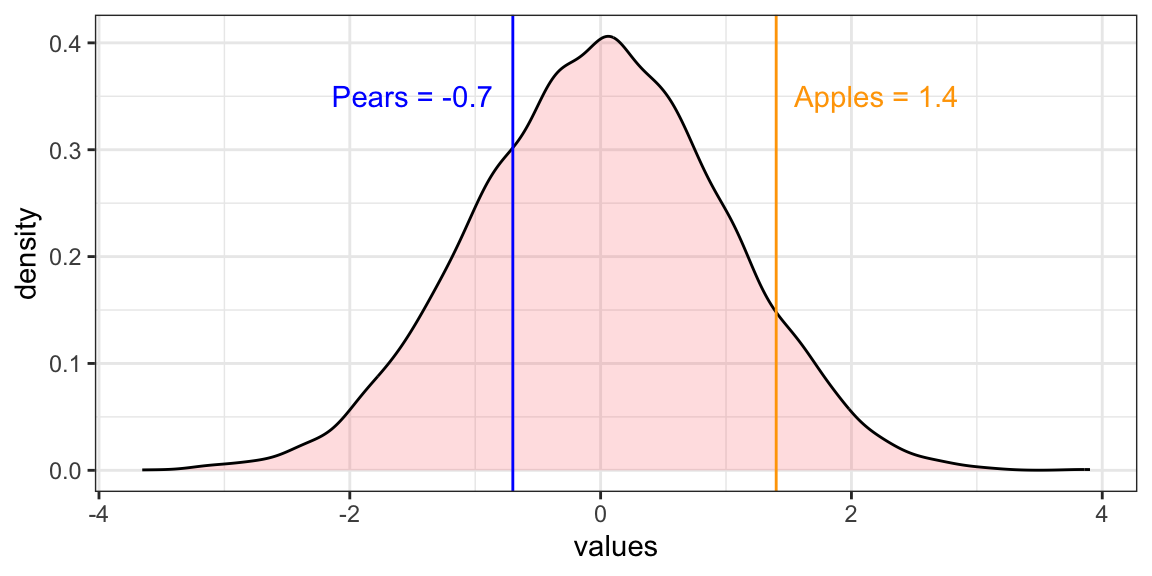 0.4
Pears = -0.7
Apples = 1.4
0.3
density
0.2
0.1
0.0
-4
-2
0
2
4
values